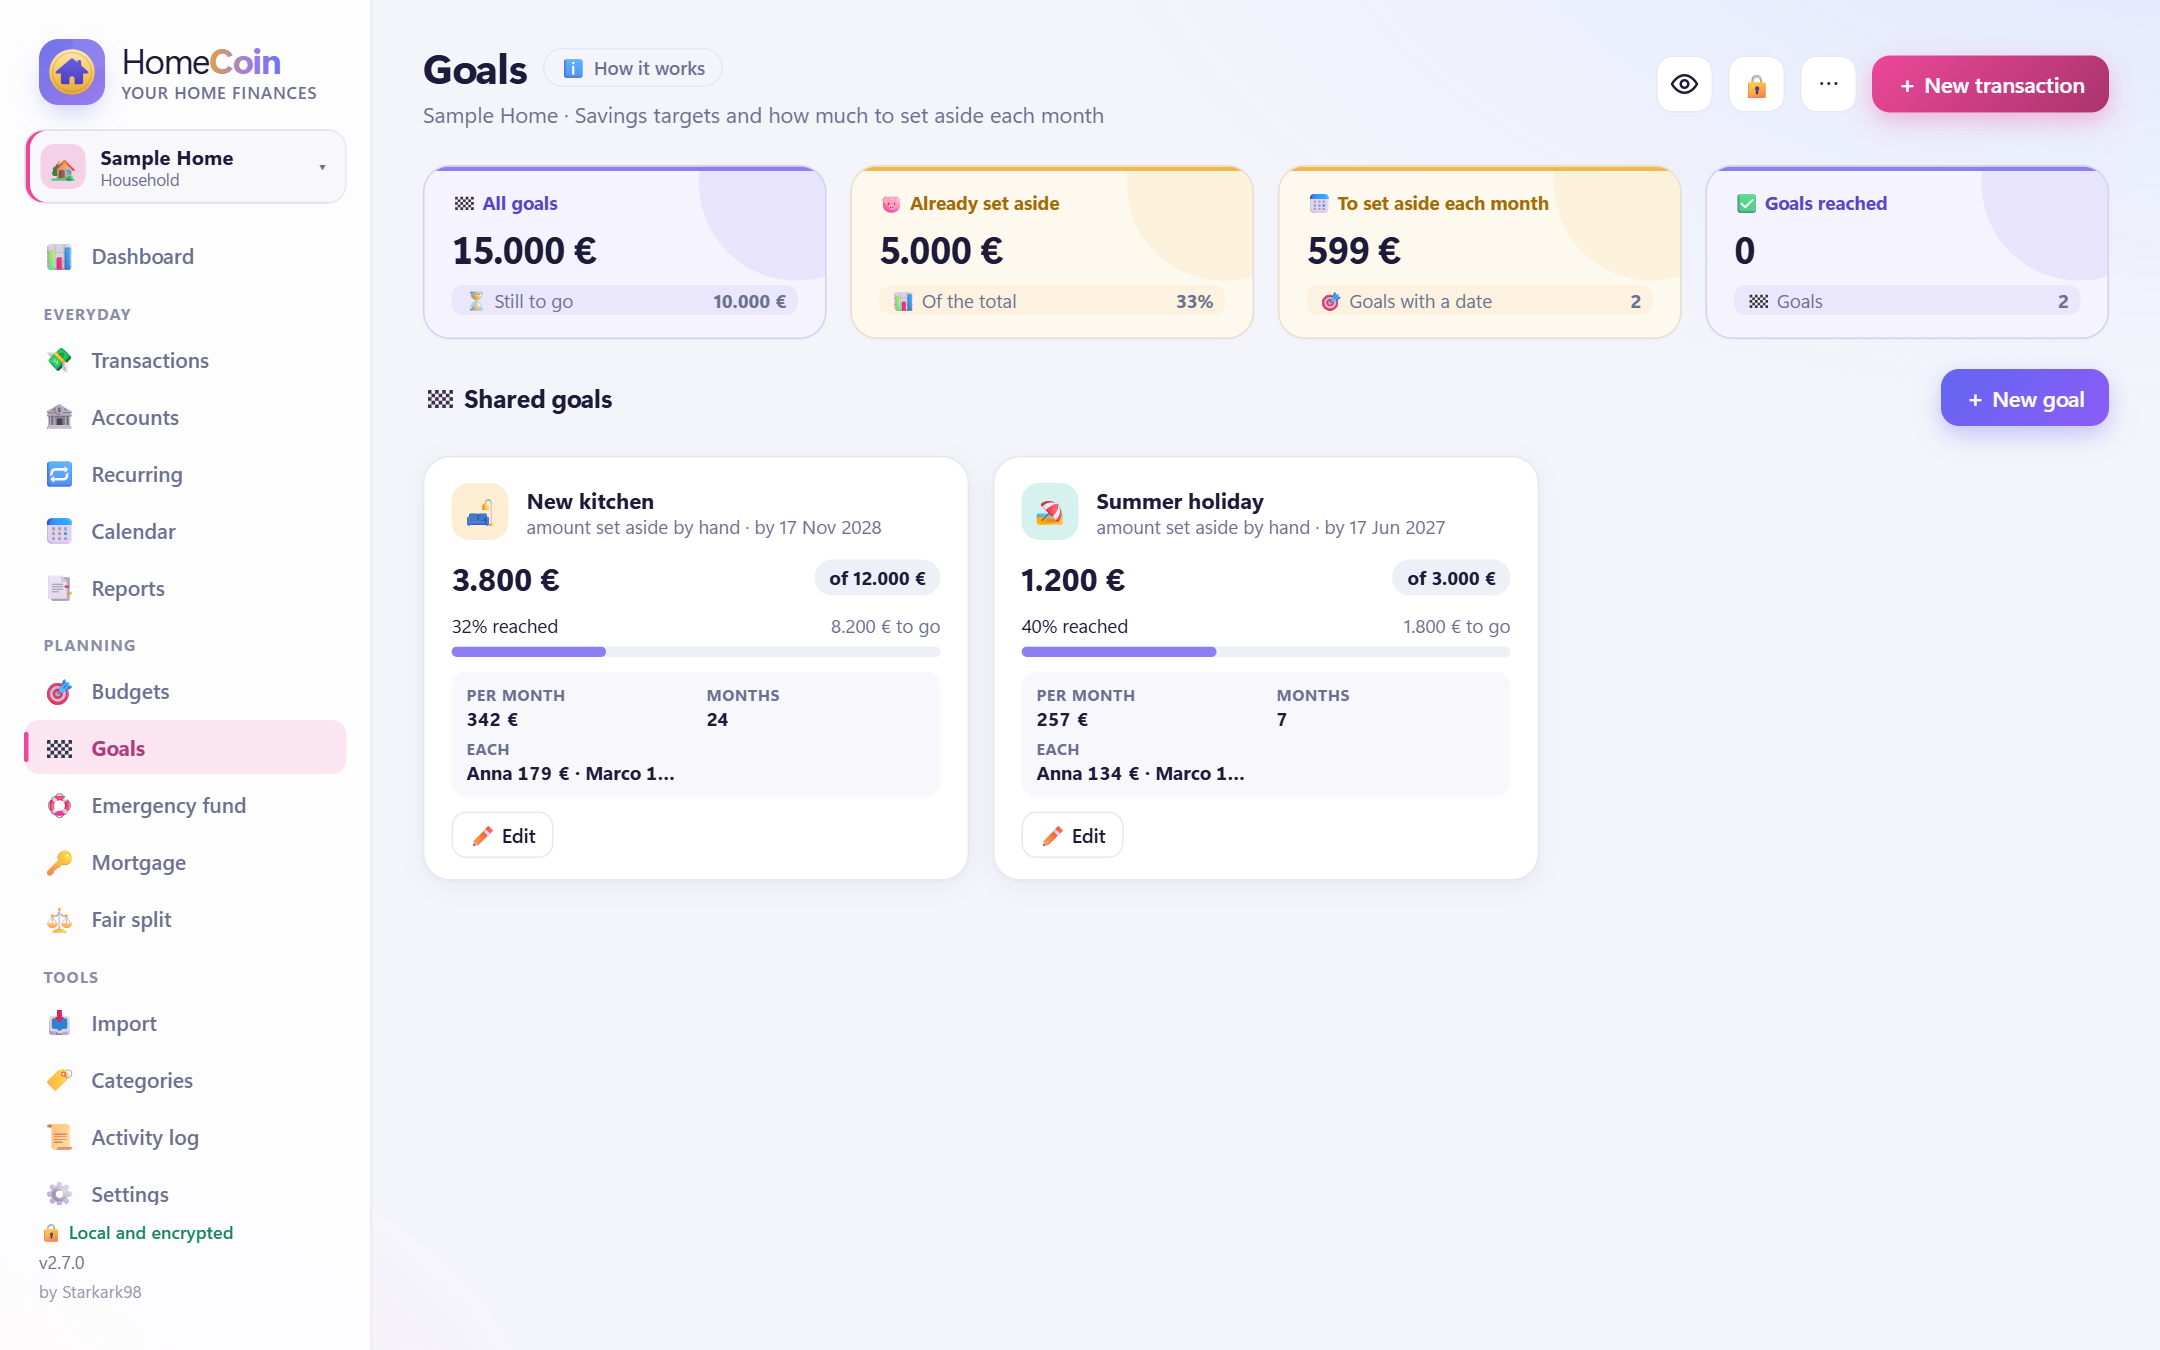 HomeCoin
YOUR HOME FINANCES
Sample Home
Household
Dashboard
EVERYDAY
Transactions
Accounts
Recurring
Calendar
Reports
PLANNING
Budgets
Goals
Emergency fund
Mortgage
Fair split
TOOLS
Import
Categories
Activity log
Settings
Local and encrypted
v2.7.0
by Starkark98
Goals
How it works
Sample Home · Savings targets and how much to set aside each month
+ New transaction
All goals
15.000 €
Still to go 10.000 €
Already set aside
5.000 €
Of the total 33%
To set aside each month
599 €
Goals with a date 2
Goals reached
0
Goals 2
Shared goals
+ New goal
New kitchen
amount set aside by hand · by 17 Nov 2028
3.800 € of 12.000 €
32% reached 8.200 € to go
PER MONTH MONTHS
342 € 24
EACH
Anna 179 € · Marco 1...
Edit
Summer holiday
amount set aside by hand · by 17 Jun 2027
1.200 € of 3.000 €
40% reached 1.800 € to go
PER MONTH MONTHS
257 € 7
EACH
Anna 134 € · Marco 1...
Edit